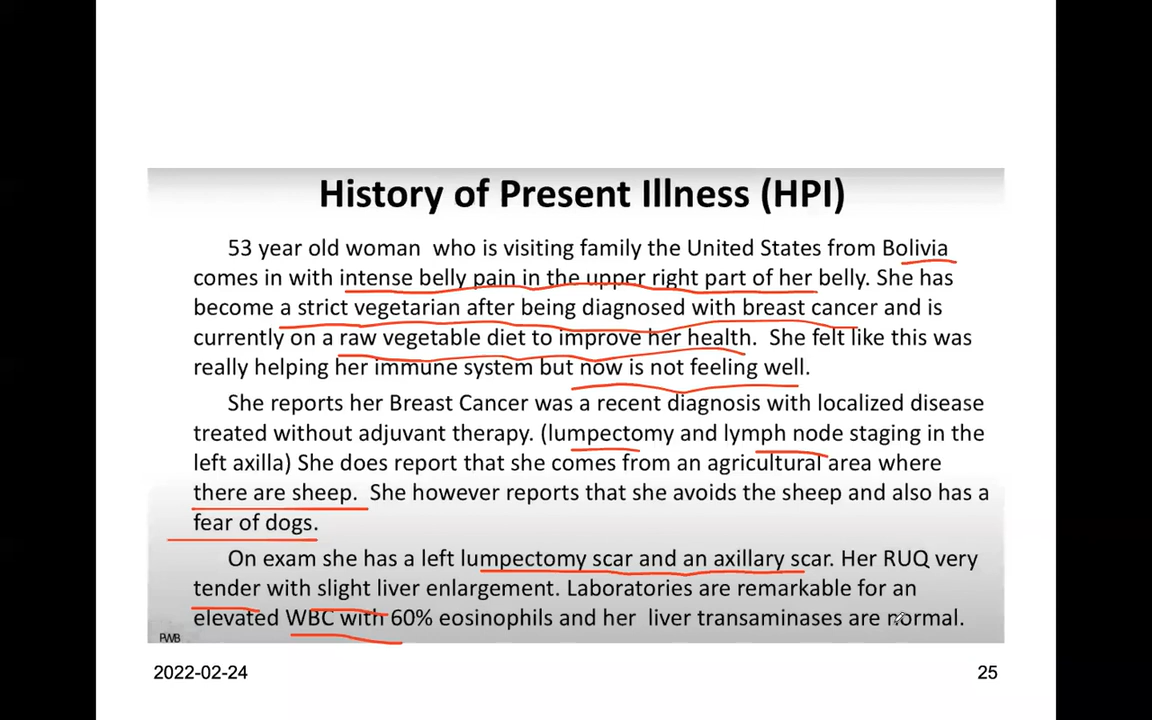 History of Present Illness (HPI)
53 year old woman who is visiting family the United States from Bolivia
comes in with intense belly pain in the upper right part of her belly. She has
become a strict vegetarian after being diagnosed with breast cancer and is
currently on a raw vegetable diet to improve her health. She felt like this was
really helping her immune system but now is not feeling well.
She reports her Breast Cancer was a recent diagnosis with localized disease
treated without adjuvant therapy. (lumpectomy and lymph node staging in the
left axilla) She does report that she comes from an agricultural area where
there are sheep. She however reports that she avoids the sheep and also has a
fear of dogs.
On exam she has a left lumpectomy scar and an axillary scar. Her RUQ very
tender with slight liver enlargement. Laboratories are remarkable for an
elevated WBC with 60% eosinophils and her liver transaminases are normal.
PWB
2022-02-24
25